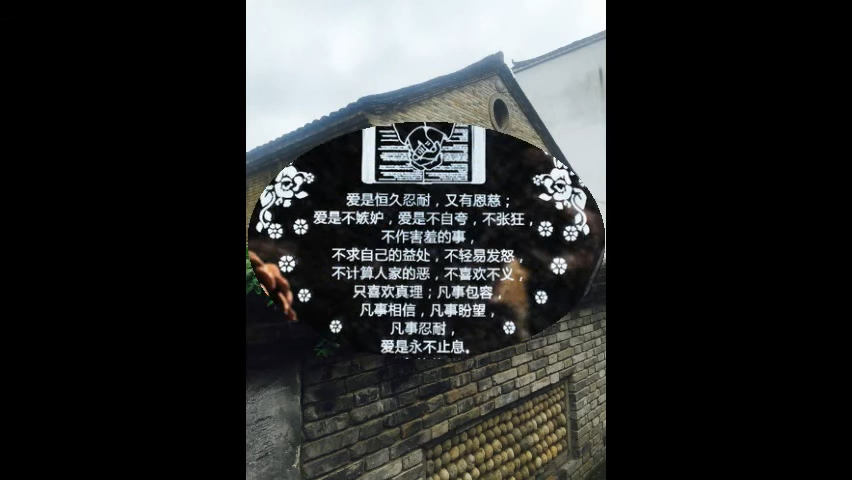 爱是恒久忍耐，又有恩慈；
爱是不嫉妒，爱是不自夸，不张狂，
不作害羞的事，
不求自己的益处，不轻易发怒，
不计算人家的恶，不喜欢不义，
只喜欢真理；凡事包容，
凡事相信，凡事盼望，
凡事忍耐，
爱是永不止息。